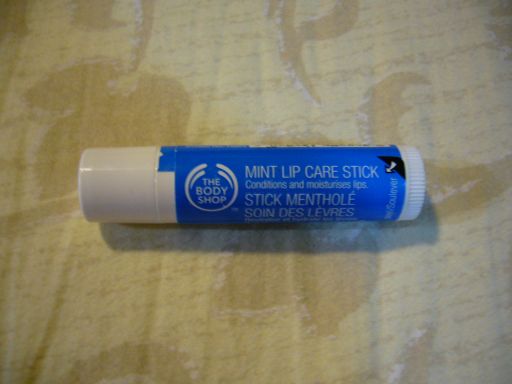 THE
BODY
SHOP
MINT LIP CARE STICK
Conditions and moisturises lips.
STICK MENTHOLÉ
SOIN DES LÈVRES